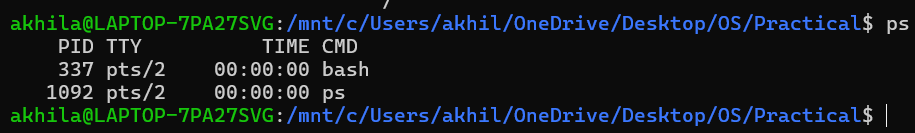 akhila@LAPTOP-7PA27SVG:/mnt/c/Users/akhil/OneDrive/Desktop/OS/Practical$ ps
PID TTY TIME CMD
337 pts/2 00:00:00 bash
1092 pts/2 00:00:00 ps
akhila@LAPTOP-7PA27SVG:/mnt/c/Users/akhil/OneDrive/Desktop/OS/Practical$